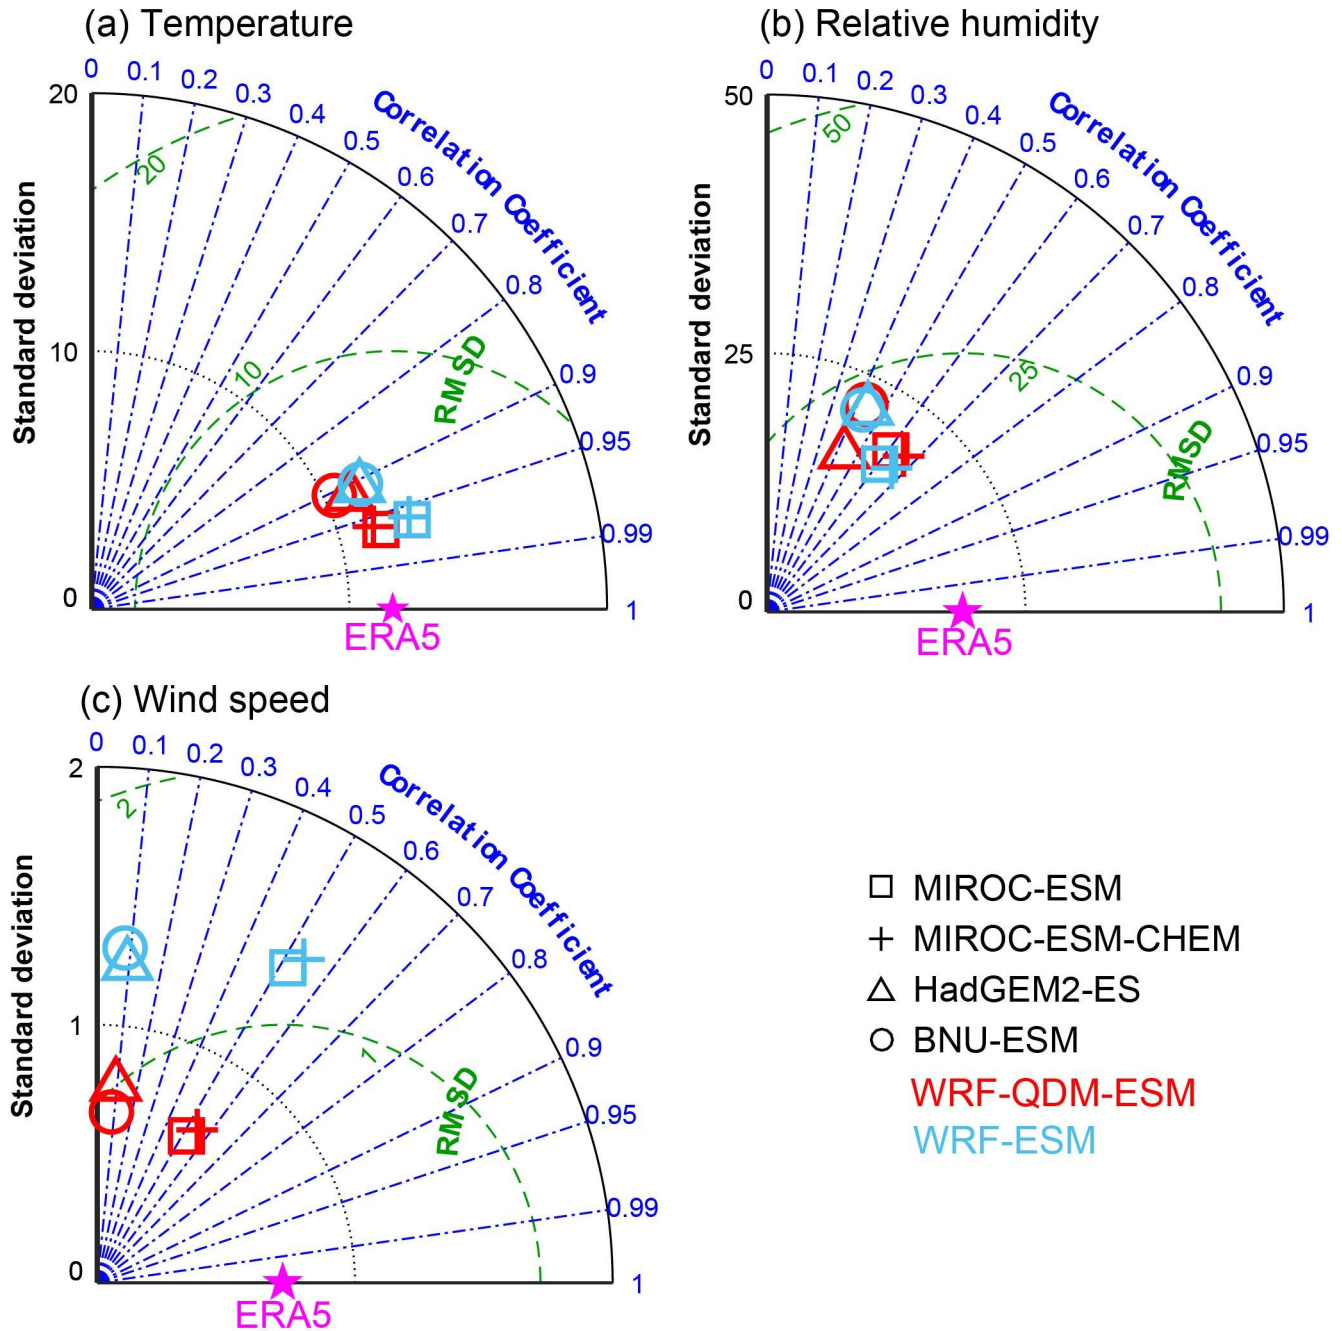 (a) Temperature
0 0.1 0.2 0.3 0.4 0.5 0.6 0.7 0.8 0.9 0.95 0.99 1
Correlation Coefficient
20
10
0
Standard deviation
20
10
RMSD
ERA5
(b) Relative humidity
0 0.1 0.2 0.3 0.4 0.5 0.6 0.7 0.8 0.9 0.95 0.99 1
Correlation Coefficient
50
25
0
Standard deviation
50
25
RMSD
ERA5
(c) Wind speed
0 0.1 0.2 0.3 0.4 0.5 0.6 0.7 0.8 0.9 0.95 0.99 1
Correlation Coefficient
2
1
0
Standard deviation
2
1
RMSD
ERA5
MIROC-ESM
MIROC-ESM-CHEM
HadGEM2-ES
BNU-ESM
WRF-QDM-ESM
WRF-ESM